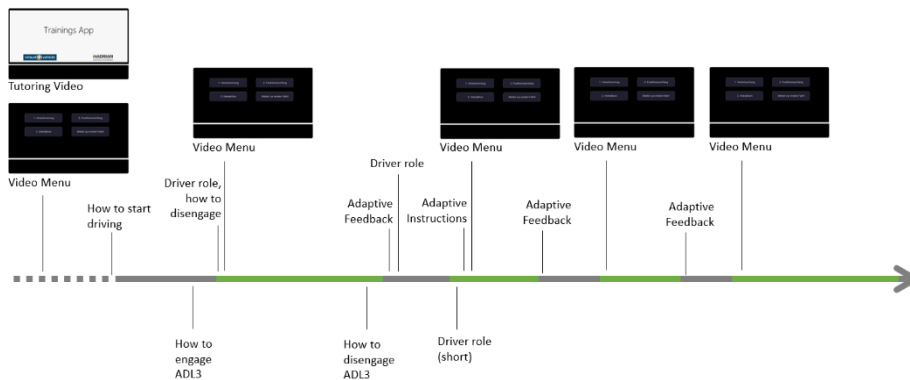 Trainings App
HADRIAN
Tutoring Video
Video Menu
How to start
driving
Driver role,
how to
disengage
Video Menu
Adaptive
Feedback
Driver role
Adaptive
Instructions
Video Menu
Adaptive
Feedback
Video Menu
Adaptive
Feedback
Video Menu
How to
engage
ADL3
How to
disengage
ADL3
Driver role
(short)